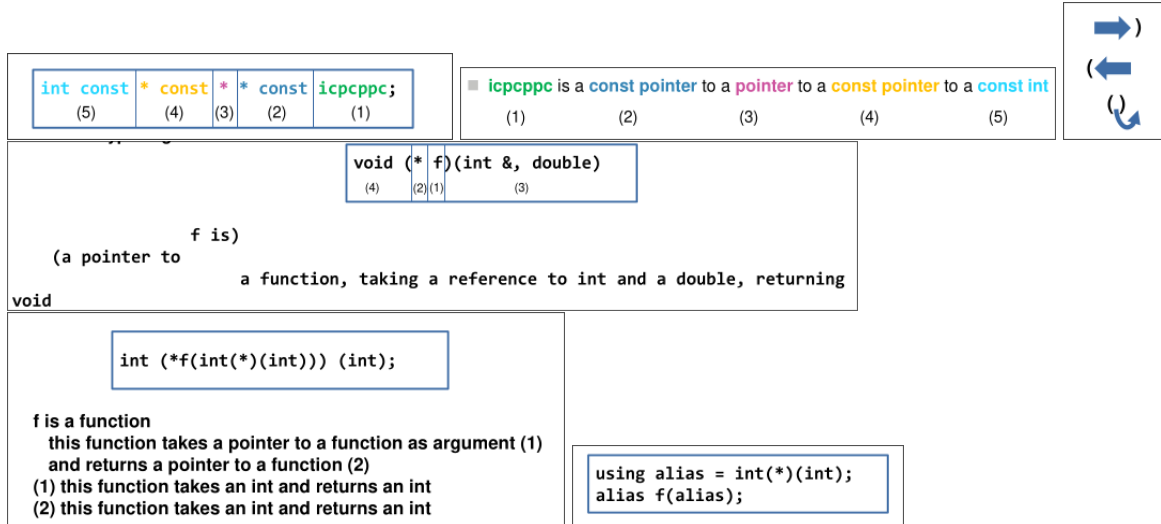 )
(
()
int const * const * * const icpcppc;
(5) (4) (3) (2) (1)
icpcppc is a const pointer to a pointer to a const pointer to a const int
(1) (2) (3) (4) (5)
void (* f)(int &, double)
(4) (2) (1) (3)
f is)
(a pointer to
a function, taking a reference to int and a double, returning
void
int (*f(int(*)(int))) (int);
f is a function
this function takes a pointer to a function as argument (1)
and returns a pointer to a function (2)
(1) this function takes an int and returns an int
(2) this function takes an int and returns an int
using alias = int(*)(int);
alias f(alias);